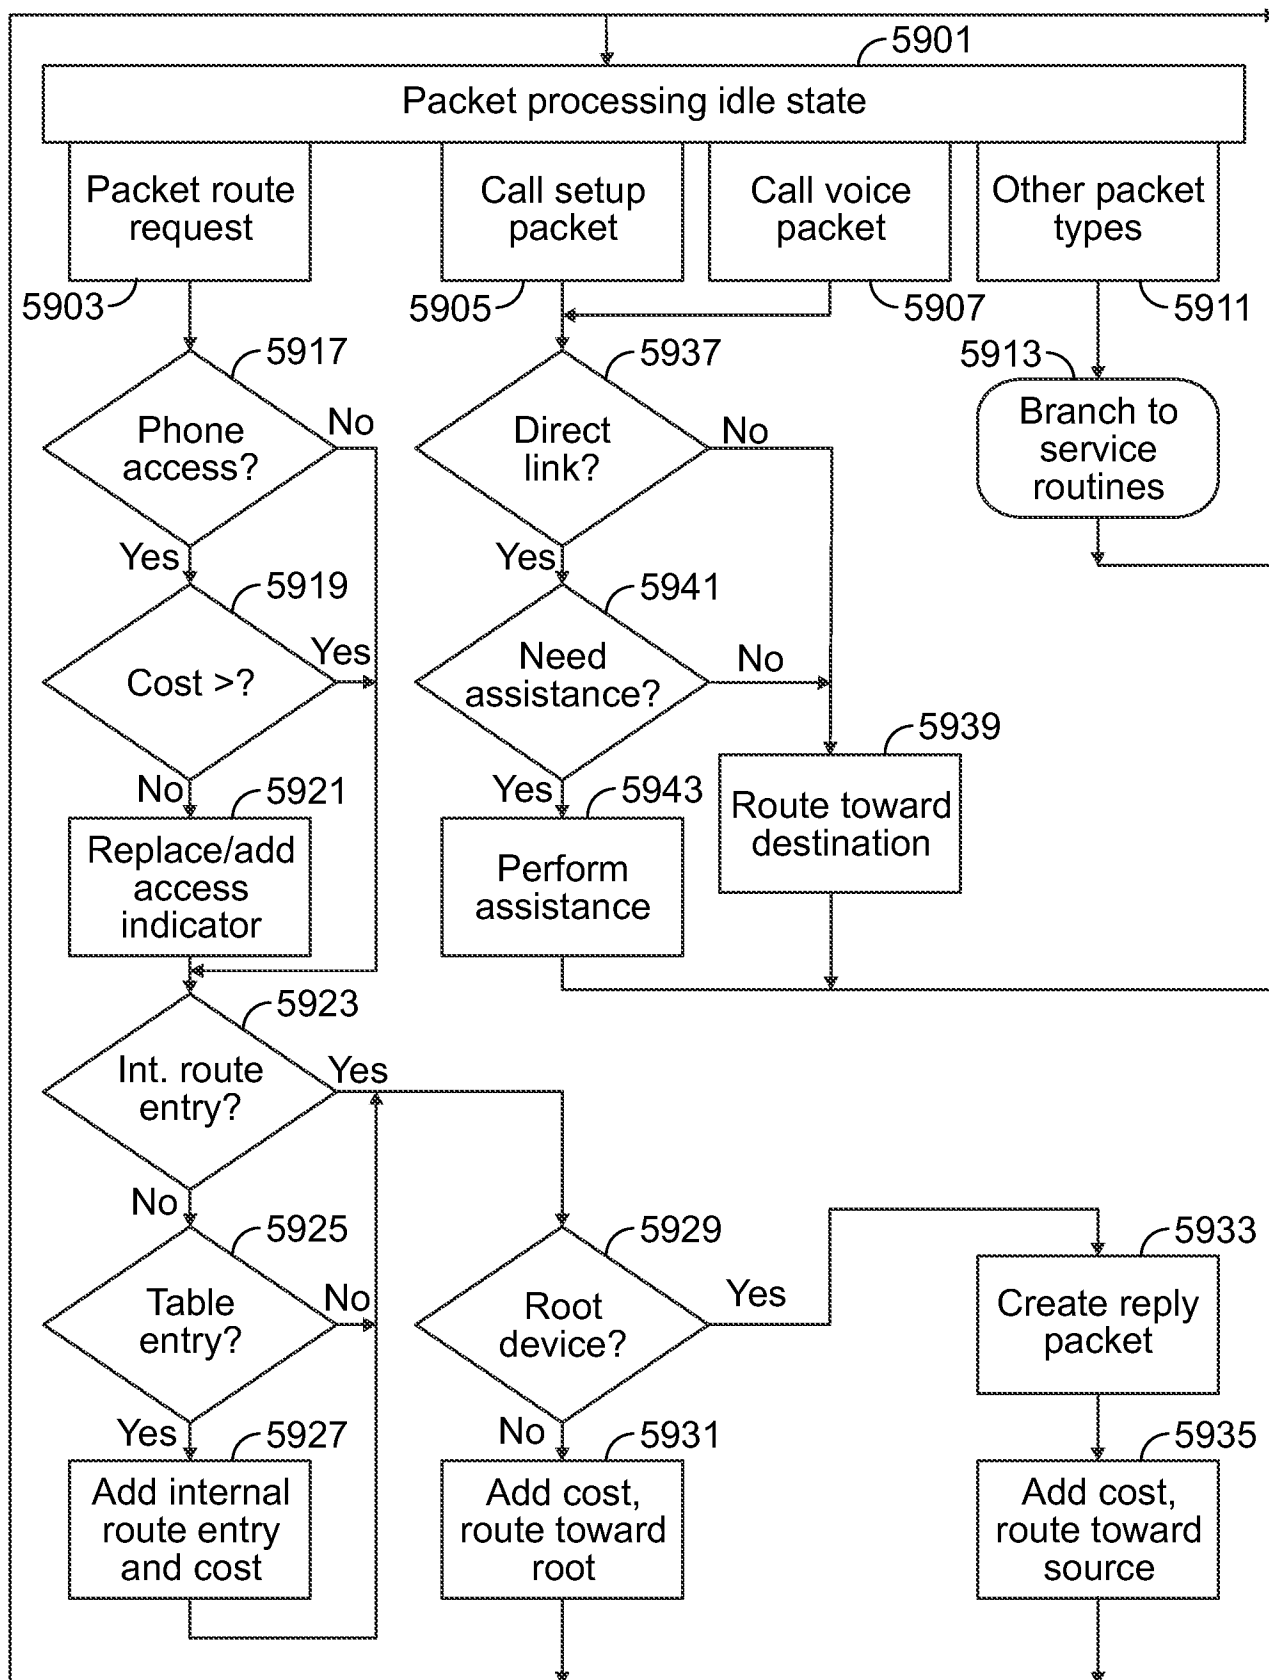 5901
Packet processing idle state
Packet route
request
Call setup
packet
Call voice
packet
Other packet
types
5903
5905
5907
5911
5917
Phone
access?
No
Yes
5937
Direct
link?
No
Yes
5913
Branch to
service
routines
5919
Cost >?
Yes
No
5941
Need
assistance?
No
Yes
5939
Route toward
destination
5921
Replace/add
access
indicator
5943
Perform
assistance
5923
Int. route
entry?
Yes
No
5925
Table
entry?
No
Yes
5929
Root
device?
Yes
No
5933
Create reply
packet
5927
Add internal
route entry
and cost
5931
Add cost,
route toward
root
5935
Add cost,
route toward
source